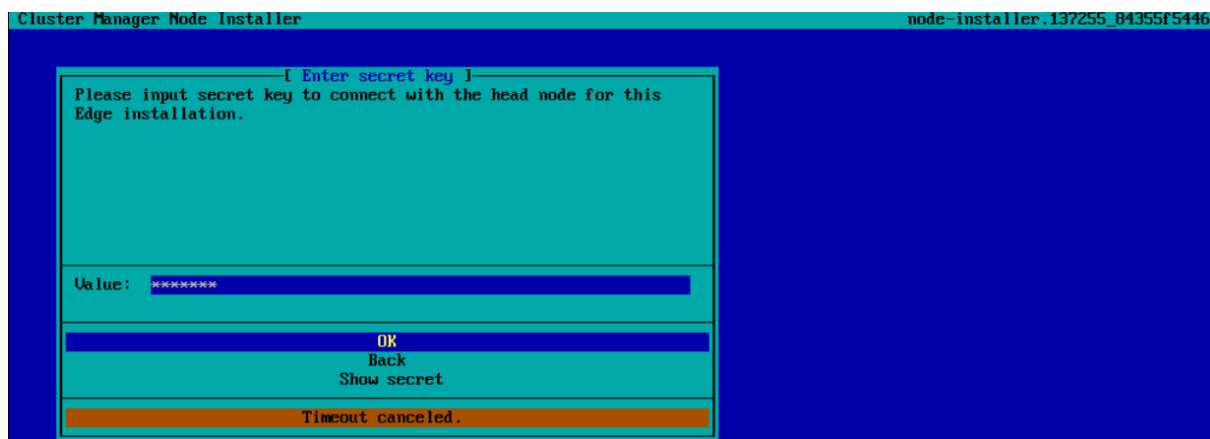 Cluster Manager Node Installer node-installer.137255_84355f5446
[ Enter secret key ]
Please input secret key to connect with the head node for this
Edge installation.
Value: *******
OK
Back
Show secret
Timeout canceled.